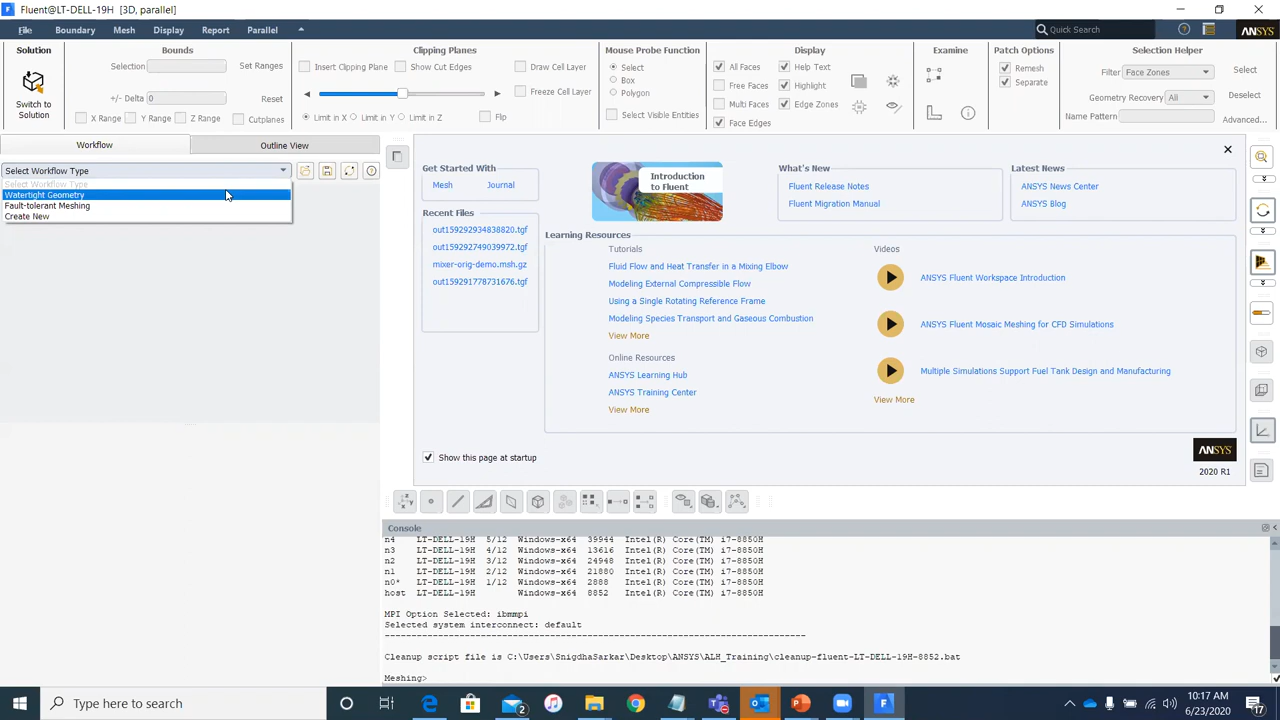 Fluent@LT-DELL-19H [3D, parallel]
File Boundary Mesh Display Report Parallel
Quick Search
ANSYS
Solution Bounds Clipping Planes Mouse Probe Function Display Examine Patch Options Selection Helper
Switch to Solution
Selection Set Ranges
+/- Delta 0 Reset
X Range Y Range Z Range Cutplanes
Insert Clipping Plane Show Cut Edges Draw Cell Layer
Freeze Cell Layer
Limit in X Limit in Y Limit in Z Flip
Select
Box
Polygon
Select Visible Entities
All Faces Help Text
Free Faces Highlight
Multi Faces Edge Zones
Face Edges
Remesh
Separate
Filter Face Zones Select
Geometry Recovery All Deselect
Name Pattern Advanced...
Workflow Outline View
Select Workflow Type
Select Workflow Type
Watertight Geometry
Fault-tolerant Meshing
Create New
Get Started With
Mesh Journal
Recent Files
out159292934838820.tgf
out159292749039972.tgf
mixer-orig-demo.msh.gz
out159291778731676.tgf
Introduction to Fluent
What's New
Fluent Release Notes
Fluent Migration Manual
Latest News
ANSYS News Center
ANSYS Blog
Learning Resources
Tutorials
Fluid Flow and Heat Transfer in a Mixing Elbow
Modeling External Compressible Flow
Using a Single Rotating Reference Frame
Modeling Species Transport and Gaseous Combustion
View More
Online Resources
ANSYS Learning Hub
ANSYS Training Center
View More
Videos
ANSYS Fluent Workspace Introduction
ANSYS Fluent Mosaic Meshing for CFD Simulations
Multiple Simulations Support Fuel Tank Design and Manufacturing
View More
Show this page at startup
ANSYS
2020 R1
Console
n4 LT-DELL-19H 5/12 Windows-x64 39944 Intel(R) Core(TM) i7-8850H
n3 LT-DELL-19H 4/12 Windows-x64 13616 Intel(R) Core(TM) i7-8850H
n2 LT-DELL-19H 3/12 Windows-x64 24948 Intel(R) Core(TM) i7-8850H
n1 LT-DELL-19H 2/12 Windows-x64 21880 Intel(R) Core(TM) i7-8850H
n0* LT-DELL-19H 1/12 Windows-x64 2888 Intel(R) Core(TM) i7-8850H
host LT-DELL-19H Windows-x64 8852 Intel(R) Core(TM) i7-8850H
MPI Option Selected: ibmmpi
Selected system interconnect: default
--------------------------------------------------------------------------------
Cleanup script file is C:\Users\SnigdhaSarkar\Desktop\ANSYS\ALH_Training\cleanup-fluent-LT-DELL-19H-8852.bat
Meshing>
Type here to search
2
10:17 AM
6/23/2020
17